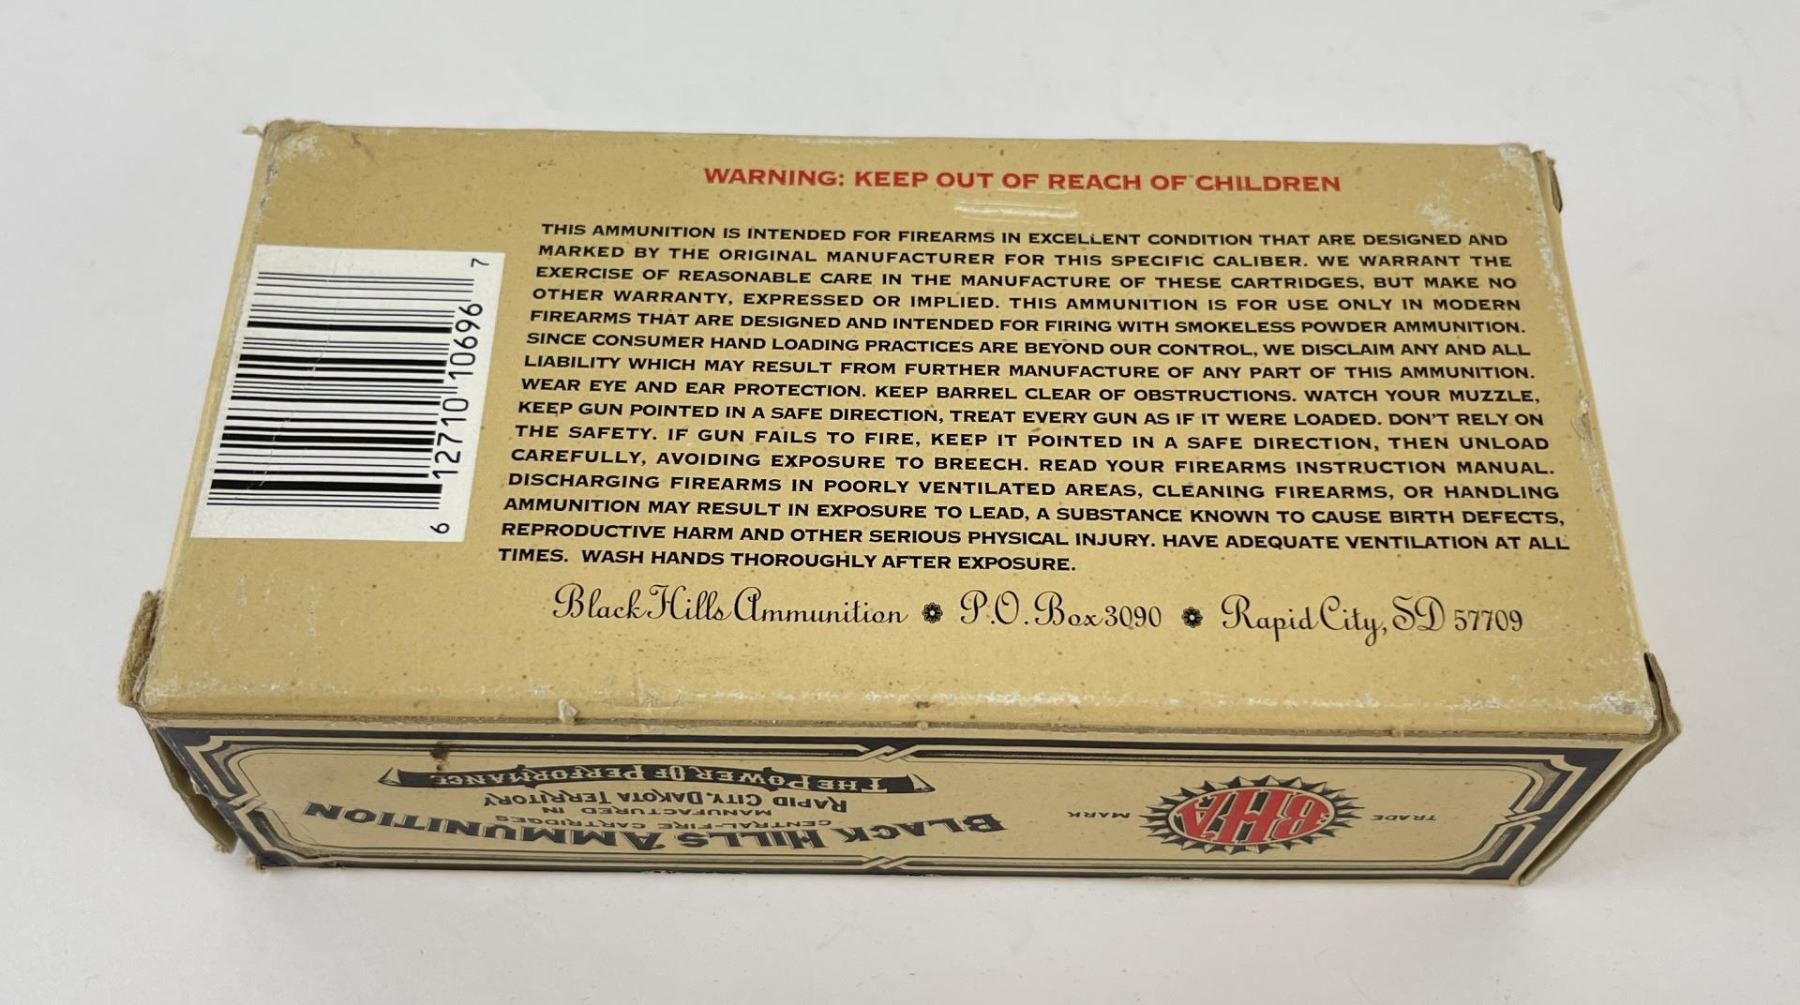 WARNING: KEEP OUT OF REACH OF CHILDREN
THIS AMMUNITION IS INTENDED FOR FIREARMS IN EXCELLENT CONDITION THAT ARE DESIGNED AND
MARKED BY THE ORIGINAL MANUFACTURER FOR THIS SPECIFIC CALIBER. WE WARRANT THE
EXERCISE OF REASONABLE CARE IN THE MANUFACTURE OF THESE CARTRIDGES, BUT MAKE NO
OTHER WARRANTY, EXPRESSED OR IMPLIED. THIS AMMUNITION IS FOR USE ONLY IN MODERN
FIREARMS THAT ARE DESIGNED AND INTENDED FOR FIRING WITH SMOKELESS POWDER AMMUNITION.
SINCE CONSUMER HAND LOADING PRACTICES ARE BEYOND OUR CONTROL, WE DISCLAIM ANY AND ALL
LIABILITY WHICH MAY RESULT FROM FURTHER MANUFACTURE OF ANY PART OF THIS AMMUNITION.
WEAR EYE AND EAR PROTECTION. KEEP BARREL CLEAR OF OBSTRUCTIONS. WATCH YOUR MUZZLE,
KEEP GUN POINTED IN A SAFE DIRECTION, TREAT EVERY GUN AS IF IT WERE LOADED. DON'T RELY ON
THE SAFETY. IF GUN FAILS TO FIRE, KEEP IT POINTED IN A SAFE DIRECTION, THEN UNLOAD
CAREFULLY, AVOIDING EXPOSURE TO BREECH. READ YOUR FIREARMS INSTRUCTION MANUAL.
DISCHARGING FIREARMS IN POORLY VENTILATED AREAS, CLEANING FIREARMS, OR HANDLING
AMMUNITION MAY RESULT IN EXPOSURE TO LEAD, A SUBSTANCE KNOWN TO CAUSE BIRTH DEFECTS,
REPRODUCTIVE HARM AND OTHER SERIOUS PHYSICAL INJURY. HAVE ADEQUATE VENTILATION AT ALL
TIMES. WASH HANDS THOROUGHLY AFTER EXPOSURE.
Black Hills Ammunition P.O. Box 3090 Rapid City, SD 57709
6 12710 10696 7
BLACK HILLS AMMUNITION
CENTRAL-FIRE CARTRIDGES
MANUFACTURED IN
RAPID CITY, DAKOTA TERRITORY
THE POWER OF PERFORMANCE
TRADE BHA MARK